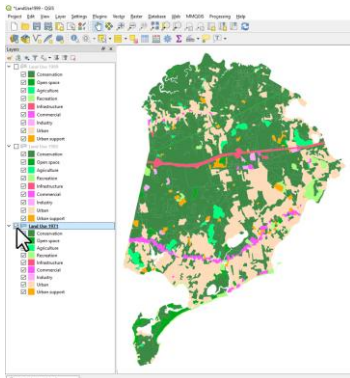 *Landuse1999 - QGIS
Project Edit View Layer Settings Plugins Vector Raster Database Web MMQGIS Processing Help
Layers
Conservation
Open space
Agriculture
Recreation
Infrastructure
Commercial
Industry
Urban
Urban support
Conservation
Open space
Agriculture
Recreation
Infrastructure
Commercial
Industry
Urban
Urban support
Land Use 1971
Conservation
Open space
Agriculture
Recreation
Infrastructure
Commercial
Industry
Urban
Urban support